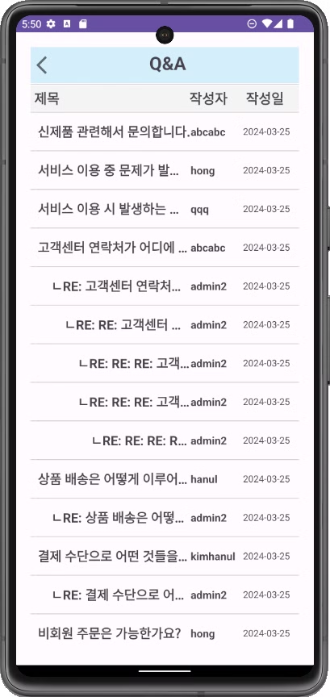 5:50
Q&A
제목 작성자 작성일
신제품 관련해서 문의합니다. abcabc 2024-03-25
서비스 이용 중 문제가 발... hong 2024-03-25
서비스 이용 시 발생하는 ... qqq 2024-03-25
고객센터 연락처가 어디에 ... abcabc 2024-03-25
ㄴRE: 고객센터 연락처... admin2 2024-03-25
ㄴRE: RE: 고객센터 ... admin2 2024-03-25
ㄴRE: RE: RE: 고객... admin2 2024-03-25
ㄴRE: RE: RE: 고객... admin2 2024-03-25
ㄴRE: RE: RE: R... admin2 2024-03-25
상품 배송은 어떻게 이루어... hanul 2024-03-25
ㄴRE: 상품 배송은 어떻... admin2 2024-03-25
결제 수단으로 어떤 것들을... kimhanul 2024-03-25
ㄴRE: 결제 수단으로 어... admin2 2024-03-25
비회원 주문은 가능한가요? hong 2024-03-25